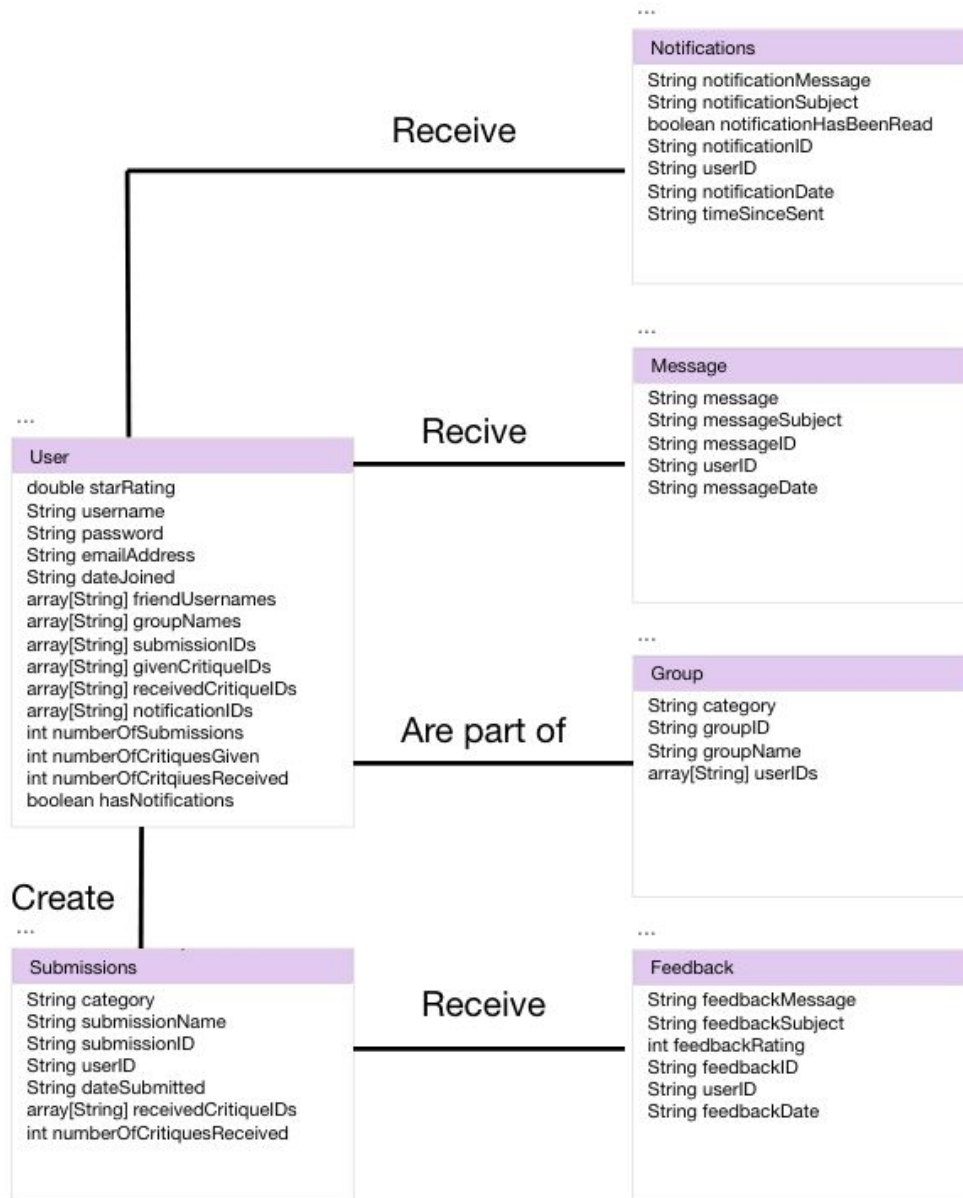 ...
Notifications
String notificationMessage
String notificationSubject
boolean notificationHasBeenRead
String notificationID
String userID
String notificationDate
String timeSinceSent
Receive
...
Message
String message
String messageSubject
String messageID
String userID
String messageDate
Recive
...
User
double starRating
String username
String password
String emailAddress
String dateJoined
array[String] friendUsernames
array[String] groupNames
array[String] submissionIDs
array[String] givenCritiqueIDs
array[String] receivedCritiqueIDs
array[String] notificationIDs
int numberOfSubmissions
int numberOfCritiquesGiven
int numberOfCritqiuesReceived
boolean hasNotifications
Are part of
...
Group
String category
String groupID
String groupName
array[String] userIDs
Create
...
Submissions
String category
String submissionName
String submissionID
String userID
String dateSubmitted
array[String] receivedCritiqueIDs
int numberOfCritiquesReceived
Receive
...
Feedback
String feedbackMessage
String feedbackSubject
int feedbackRating
String feedbackID
String userID
String feedbackDate